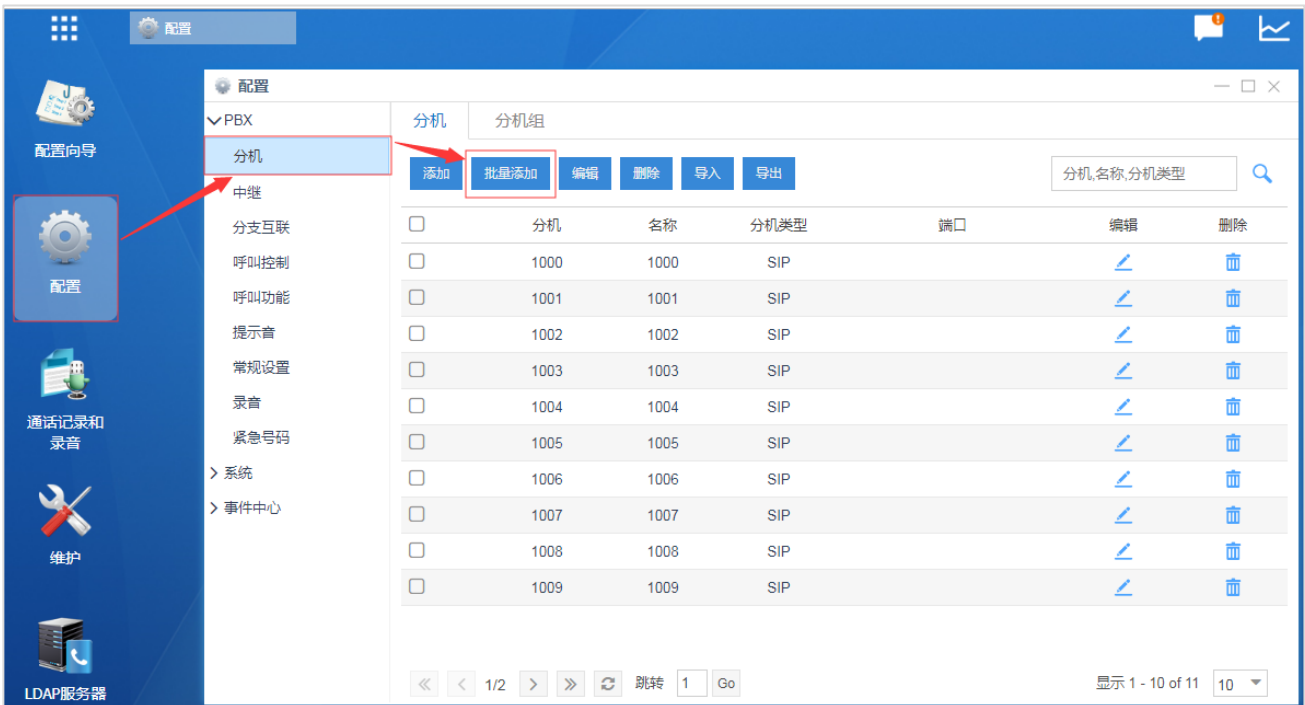 配置
配置向导
配置
通话记录和
录音
维护
LDAP服务器
配置
PBX
分机
中继
分支互联
呼叫控制
呼叫功能
提示音
常规设置
录音
紧急号码
系统
事件中心
分机 分机组
添加 批量添加 编辑 删除 导入 导出 分机,名称,分机类型
分机 名称 分机类型 端口 编辑 删除
1000 1000 SIP
1001 1001 SIP
1002 1002 SIP
1003 1003 SIP
1004 1004 SIP
1005 1005 SIP
1006 1006 SIP
1007 1007 SIP
1008 1008 SIP
1009 1009 SIP
1/2 跳转 1 Go 显示 1 - 10 of 11 10